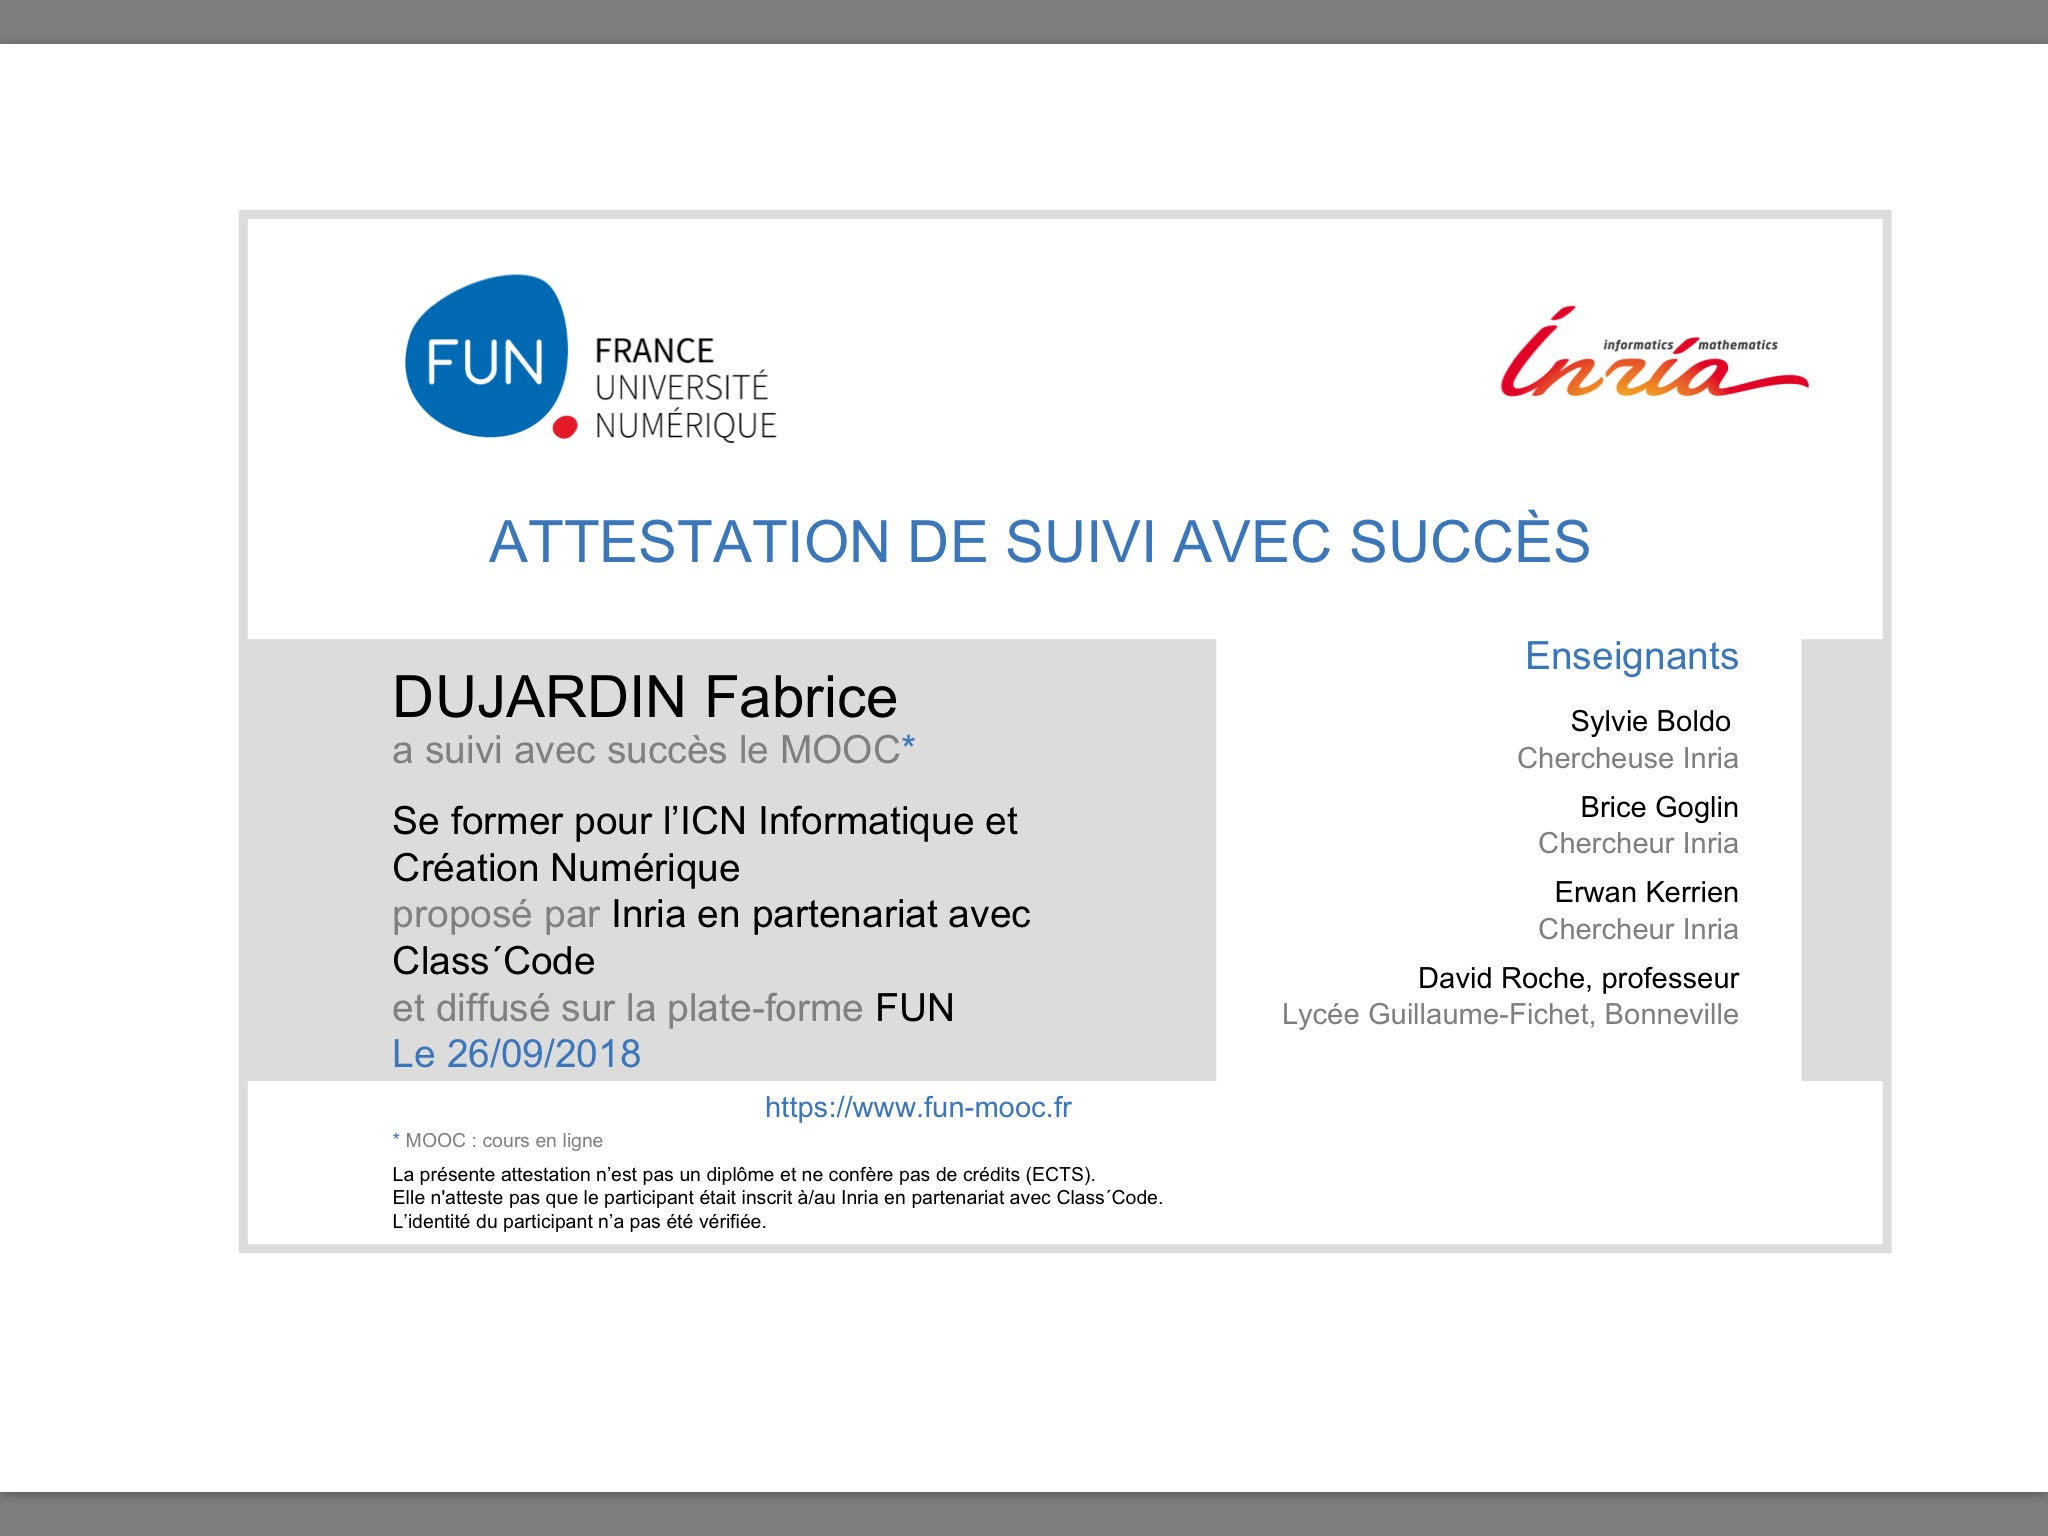 FUN
FRANCE
UNIVERSITÉ
NUMÉRIQUE
informatics mathematics
Inria
ATTESTATION DE SUIVI AVEC SUCCÈS
DUJARDIN Fabrice
a suivi avec succès le MOOC*
Se former pour l’ICN Informatique et
Création Numérique
proposé par Inria en partenariat avec
Class´Code
et diffusé sur la plate-forme FUN
Le 26/09/2018
Enseignants
Sylvie Boldo
Chercheuse Inria
Brice Goglin
Chercheur Inria
Erwan Kerrien
Chercheur Inria
David Roche, professeur
Lycée Guillaume-Fichet, Bonneville
https://www.fun-mooc.fr
* MOOC : cours en ligne
La présente attestation n’est pas un diplôme et ne confère pas de crédits (ECTS).
Elle n'atteste pas que le participant était inscrit à/au Inria en partenariat avec Class´Code.
L’identité du participant n’a pas été vérifiée.